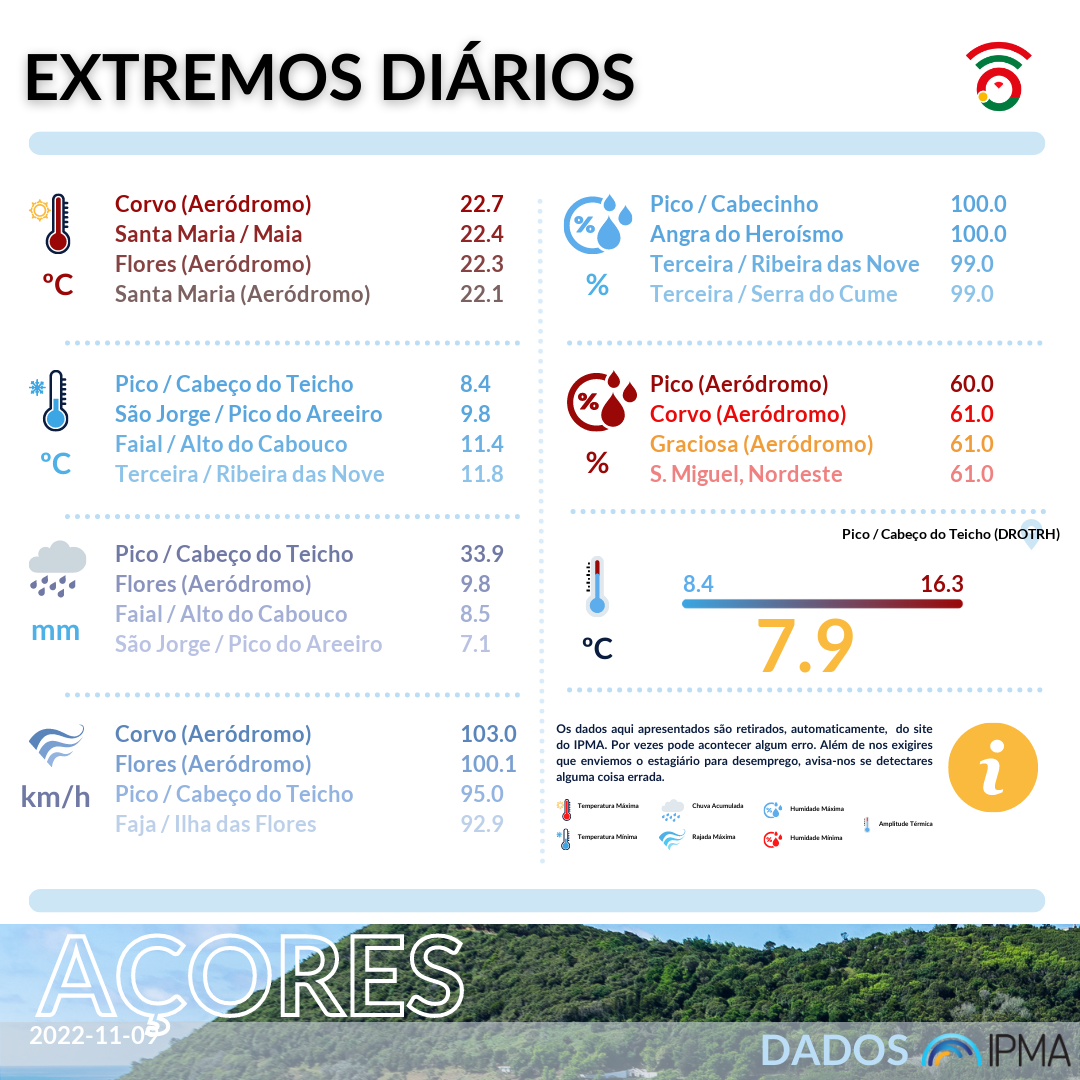 EXTREMOS DIÁRIOS
ºC
Corvo (Aeródromo) 22.7
Santa Maria / Maia 22.4
Flores (Aeródromo) 22.3
Santa Maria (Aeródromo) 22.1
ºC
Pico / Cabeço do Teicho 8.4
São Jorge / Pico do Areeiro 9.8
Faial / Alto do Cabouco 11.4
Terceira / Ribeira das Nove 11.8
mm
Pico / Cabeço do Teicho 33.9
Flores (Aeródromo) 9.8
Faial / Alto do Cabouco 8.5
São Jorge / Pico do Areeiro 7.1
km/h
Corvo (Aeródromo) 103.0
Flores (Aeródromo) 100.1
Pico / Cabeço do Teicho 95.0
Faja / Ilha das Flores 92.9
%
%
Pico / Cabecinho 100.0
Angra do Heroísmo 100.0
Terceira / Ribeira das Nove 99.0
Terceira / Serra do Cume 99.0
%
%
Pico (Aeródromo) 60.0
Corvo (Aeródromo) 61.0
Graciosa (Aeródromo) 61.0
S. Miguel, Nordeste 61.0
Pico / Cabeço do Teicho (DROTRH)
8.4 16.3
7.9
ºC
Os dados aqui apresentados são retirados, automaticamente, do site
do IPMA. Por vezes pode acontecer algum erro. Além de nos exigires
que enviemos o estagiário para desemprego, avisa-nos se detectares
alguma coisa errada.
i
Temperatura Máxima Chuva Acumulada Humidade Máxima
Amplitude Térmica
Temperatura Mínima Rajada Máxima Humidade Mínima
AÇORES
2022-11-09
DADOS IPMA